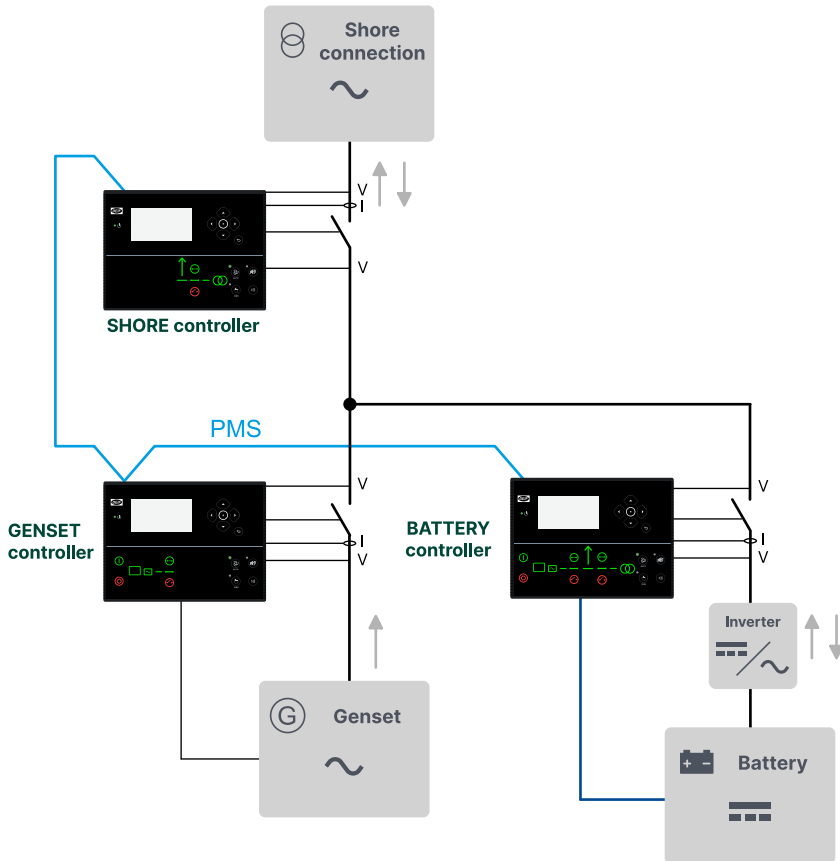 Shore
connection
V
I
V
SHORE controller
PMS
V
GENSET
controller
I
V
V
BATTERY
controller
I
V
Inverter
G
Genset
Battery